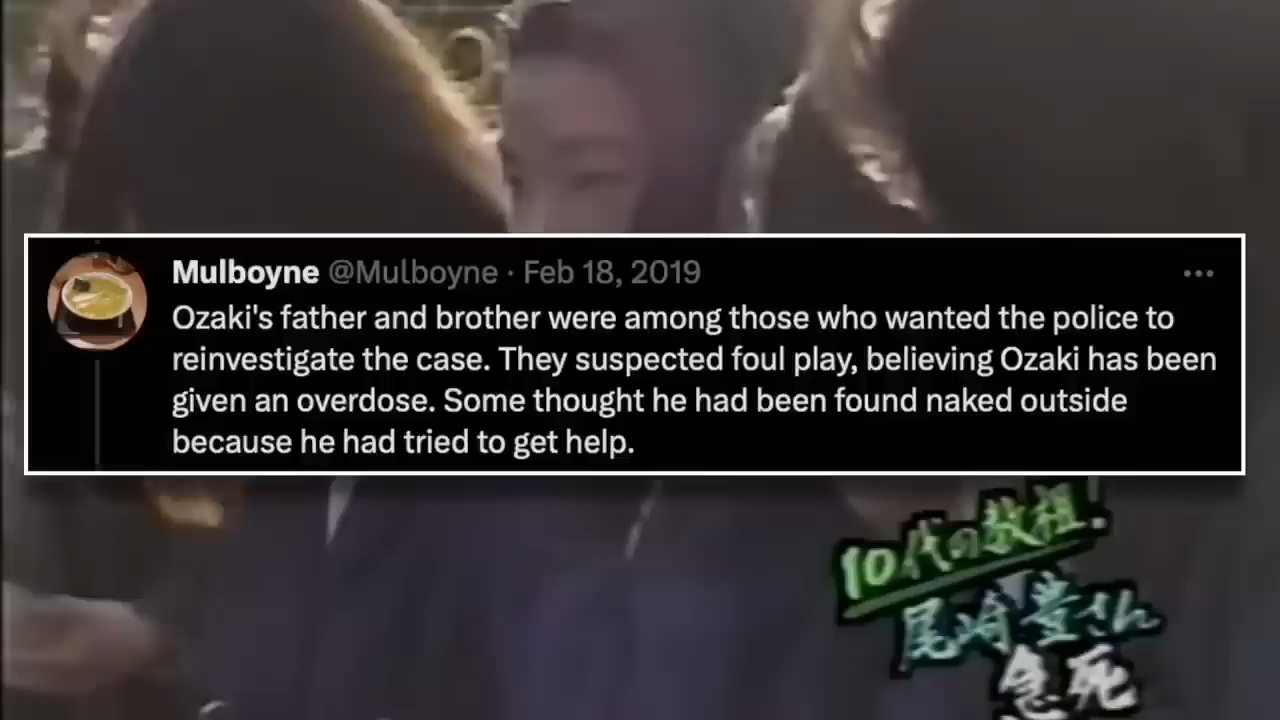 Mulboyne @Mulboyne · Feb 18, 2019
Ozaki's father and brother were among those who wanted the police to
reinvestigate the case. They suspected foul play, believing Ozaki has been
given an overdose. Some thought he had been found naked outside
because he had tried to get help.
10代の教祖!
尾崎豊さん
急死